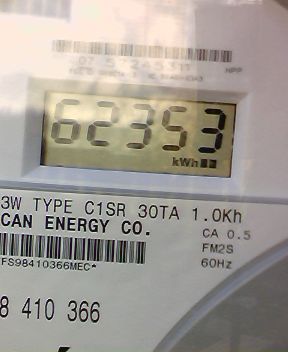 62353
kWh
3W TYPE C1SR 30TA 1.0Kh
CAN ENERGY CO.
CA 0.5
FM2S
60Hz
FS98410366MEC*
8 410 366